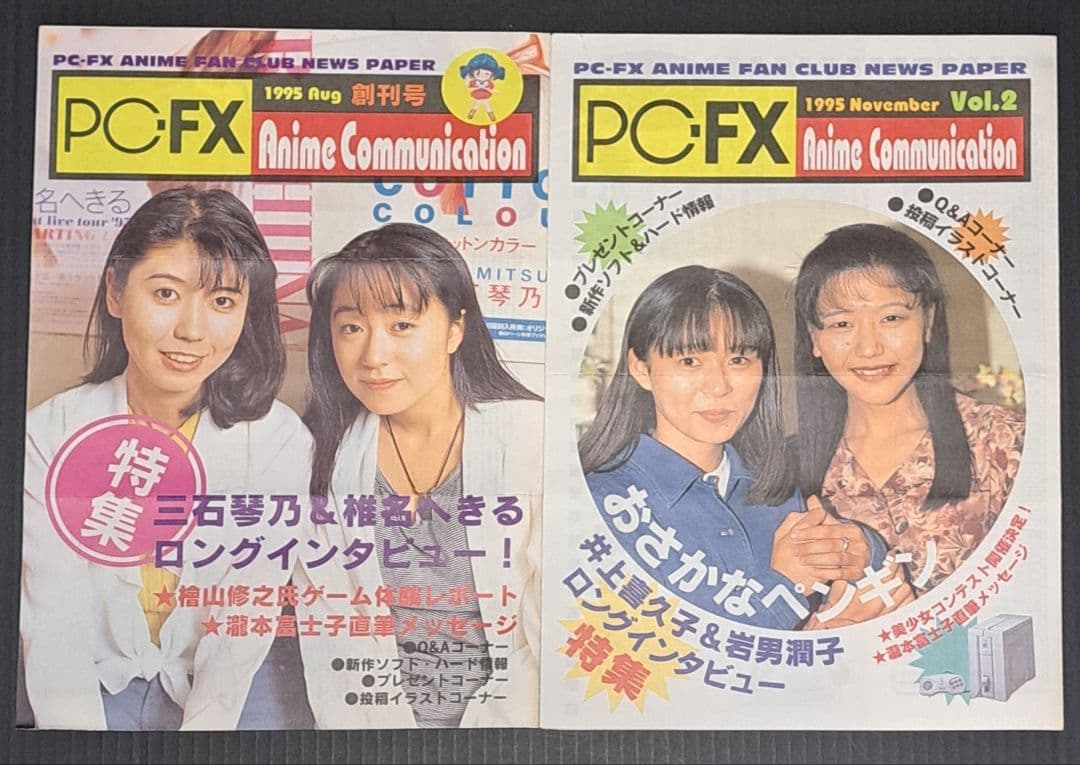 PC-FX ANIME FAN CLUB NEWS PAPER
PC-FX
1995 Aug 創刊号
Anime Communication
名へきる
COLOU
ットンカラー
MITSU
琴乃
特集
三石琴乃&椎名へきる
ロングインタビュー!
★檜山修之氏ゲーム体験レポート
★瀧本富士子直筆メッセージ
●Q&Aコーナー
●新作ソフト・ハード情報
●プレゼントコーナー
●投稿イラストコーナー
PC-FX ANIME FAN CLUB NEWS PAPER
PC-FX
1995 November Vol.2
Anime Communication
●プレゼントコーナー
●新作ソフト&ハード情報
●Q&Aコーナー
●投稿イラストコーナー
おさかなペンギン
井上喜久子&岩男潤子
ロングインタビュー
特集
★美少女コンテスト開催決定!
★瀧本富士子直筆メッセージ